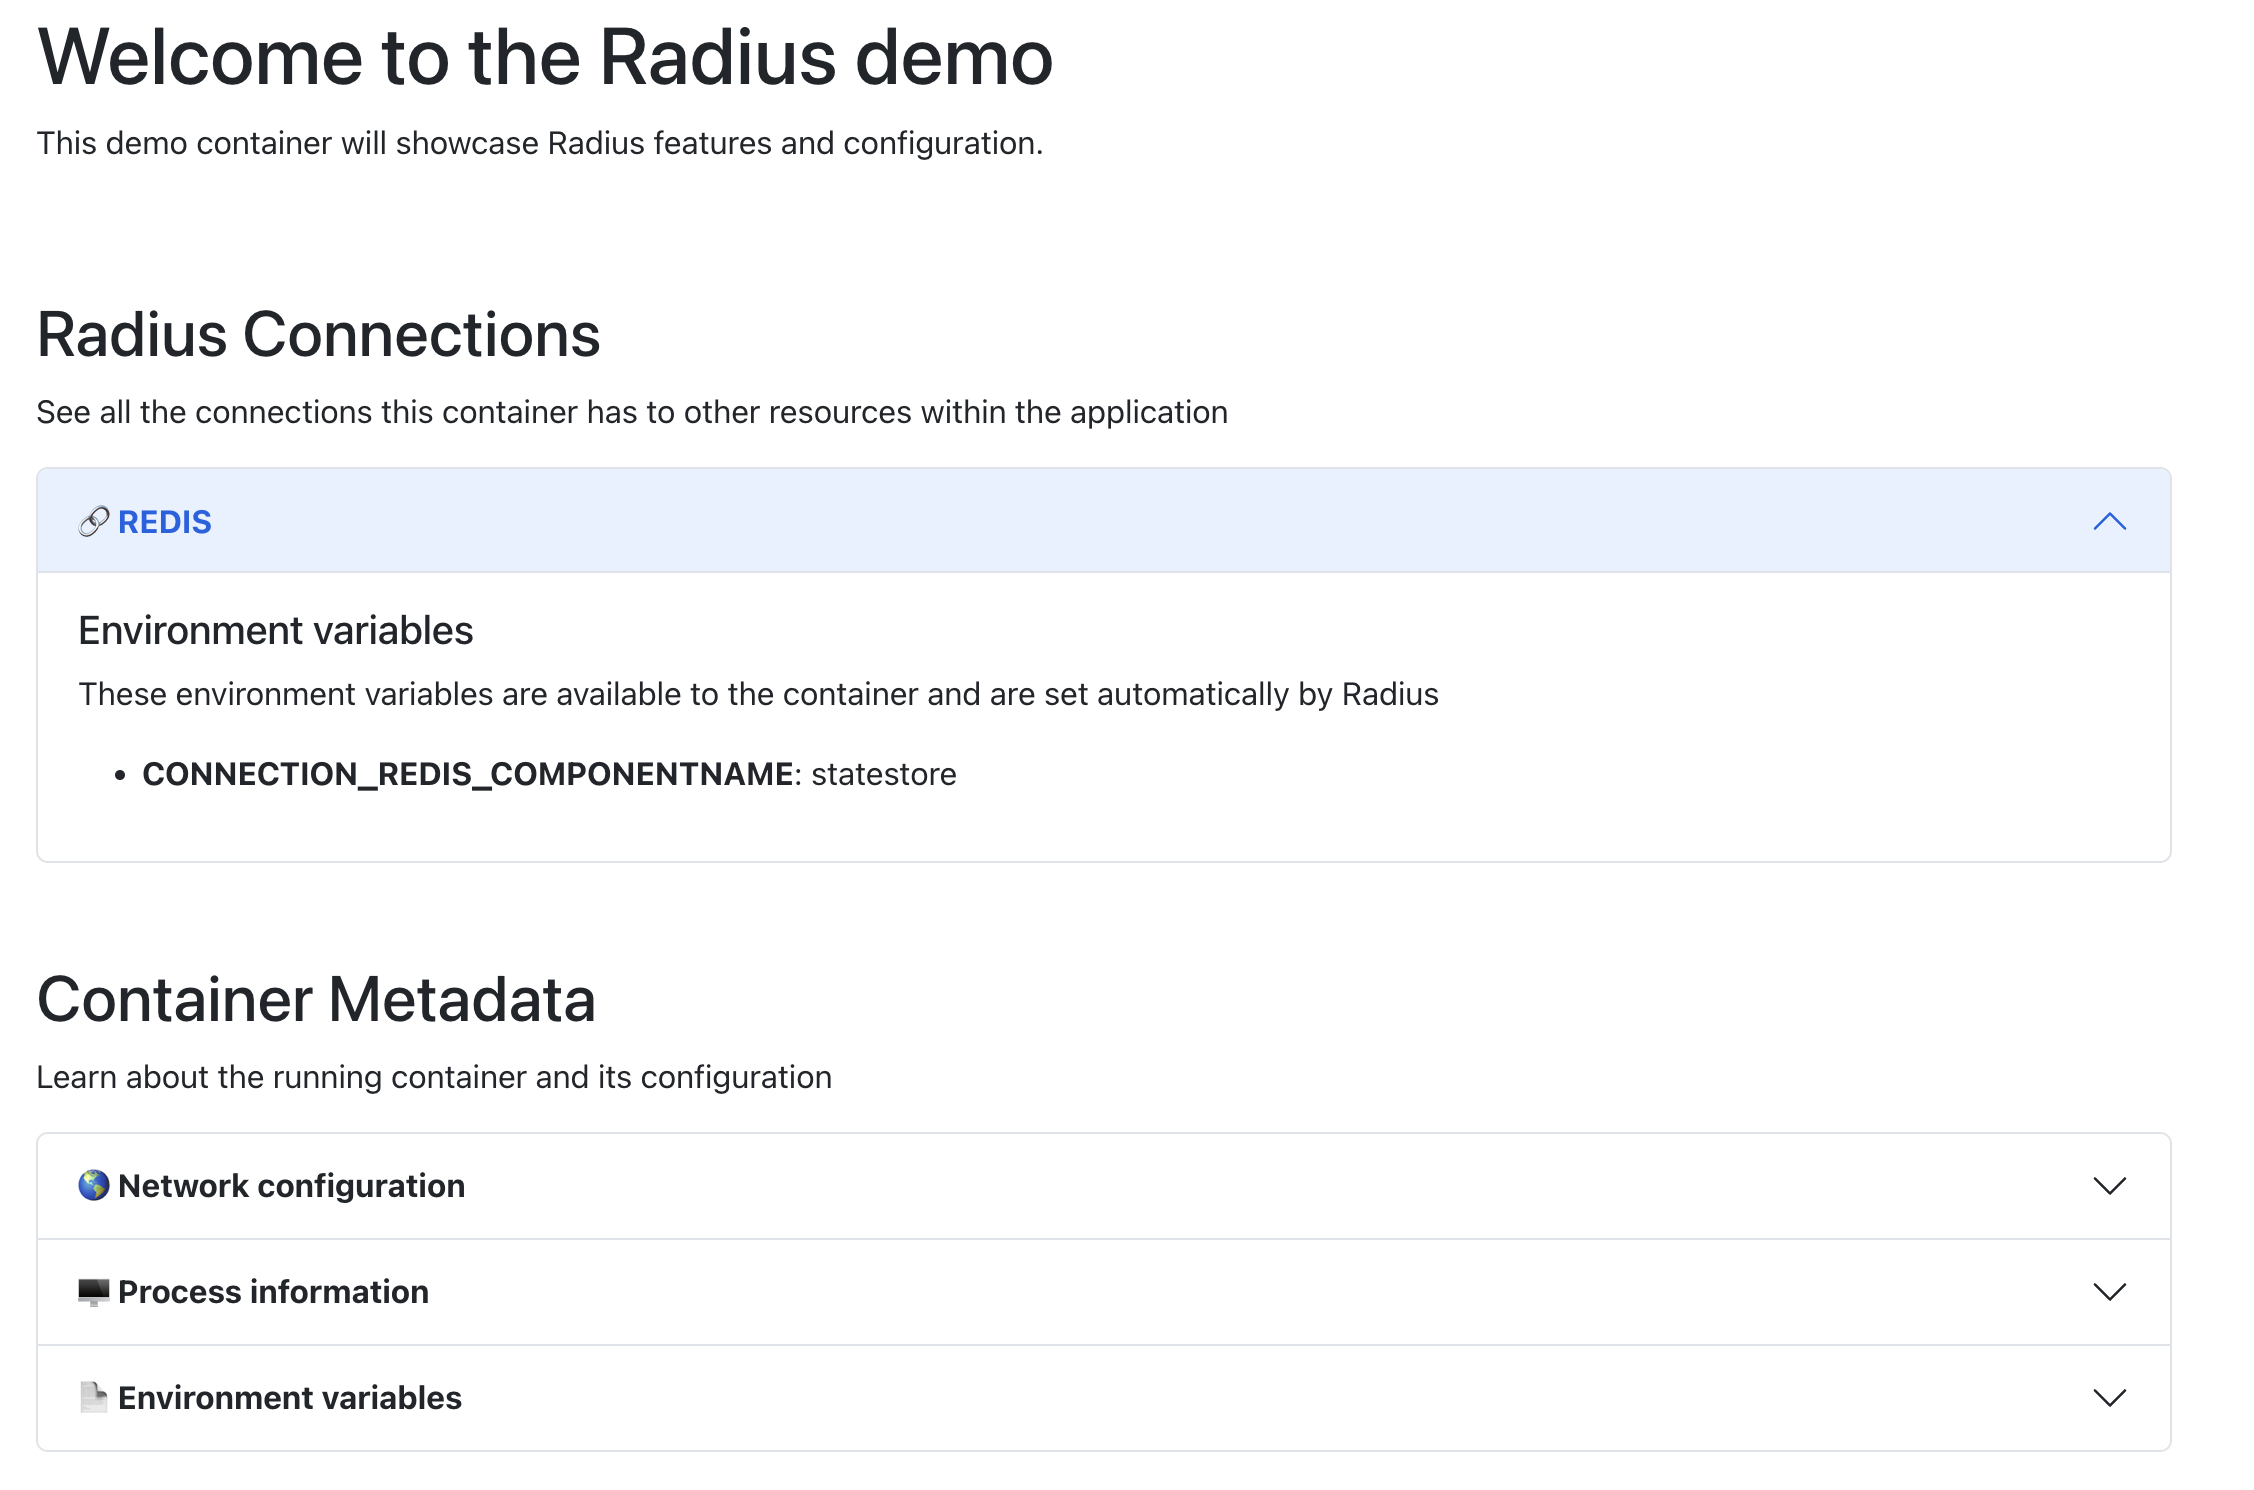 Welcome to the Radius demo
This demo container will showcase Radius features and configuration.
Radius Connections
See all the connections this container has to other resources within the application
🔗 REDIS
Environment variables
These environment variables are available to the container and are set automatically by Radius
• CONNECTION_REDIS_COMPONENTNAME: statestore
Container Metadata
Learn about the running container and its configuration
🌎 Network configuration
🖥️ Process information
📄 Environment variables